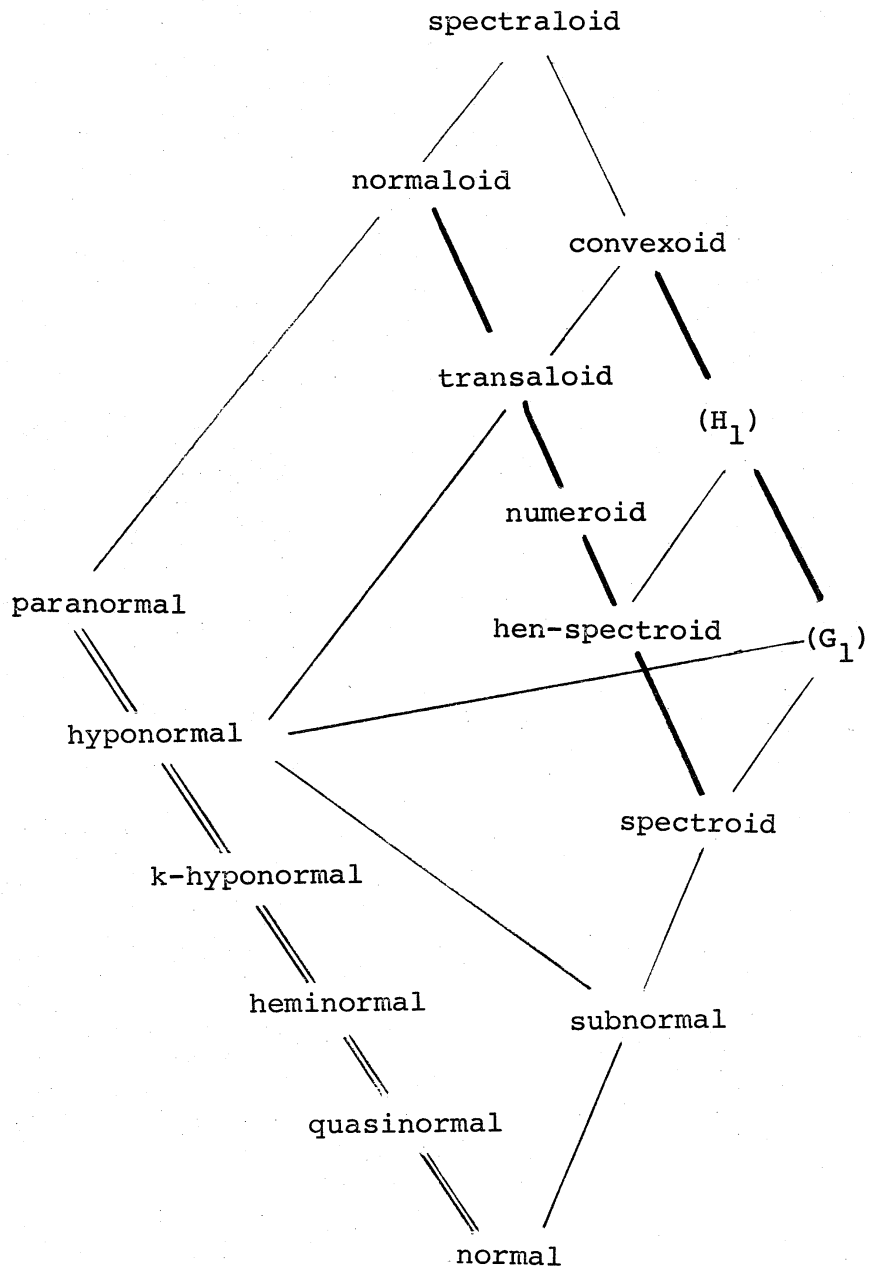 spectraloid
normaloid
convexoid
transaloid
(H1)
numeroid
paranormal
hen-spectroid
(G1)
hyponormal
spectroid
k-hyponormal
heminormal
subnormal
quasinormal
normal